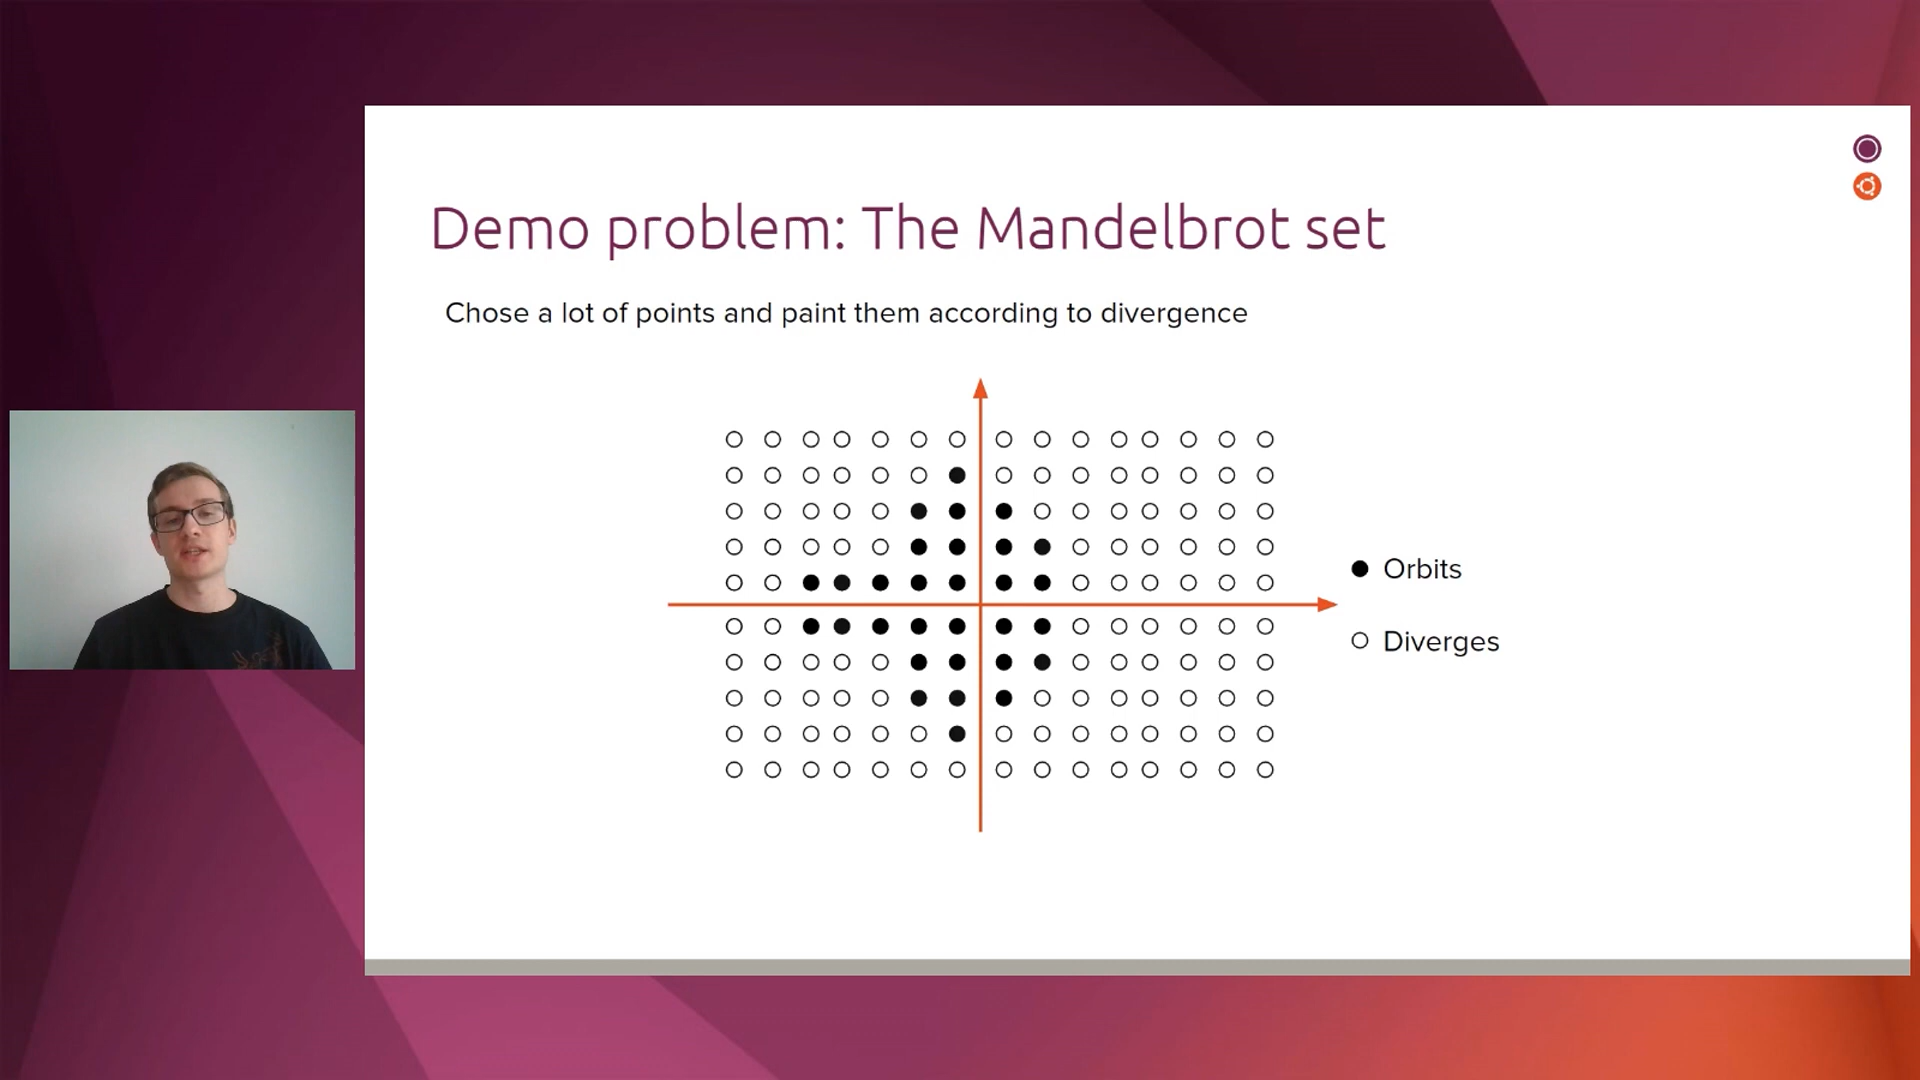 Demo problem: The Mandelbrot set
Chose a lot of points and paint them according to divergence
Orbits
Diverges